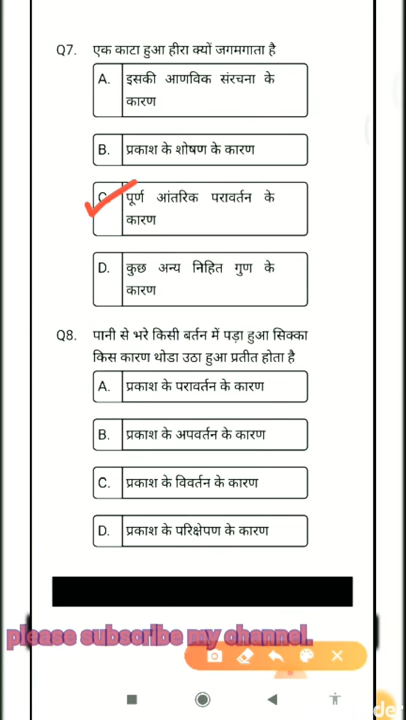 Q7. एक काटा हुआ हीरा क्यों जगमगाता है
A. इसकी आणविक संरचना के
कारण
B. प्रकाश के शोषण के कारण
C. पूर्ण आंतरिक परावर्तन के
कारण
D. कुछ अन्य निहित गुण के
कारण
Q8. पानी से भरे किसी बर्तन में पड़ा हुआ सिक्का
किस कारण थोडा उठा हुआ प्रतीत होता है
A. प्रकाश के परावर्तन के कारण
B. प्रकाश के अपवर्तन के कारण
C. प्रकाश के विवर्तन के कारण
D. प्रकाश के परिक्षेपण के कारण
please subscribe my channel.